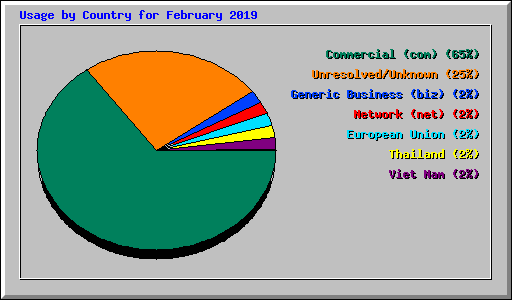 Usage by Country for February 2019
Commercial (com) (65%)
Unresolved/Unknown (25%)
Generic Business (biz) (2%)
Network (net) (2%)
European Union (2%)
Thailand (2%)
Viet Nam (2%)